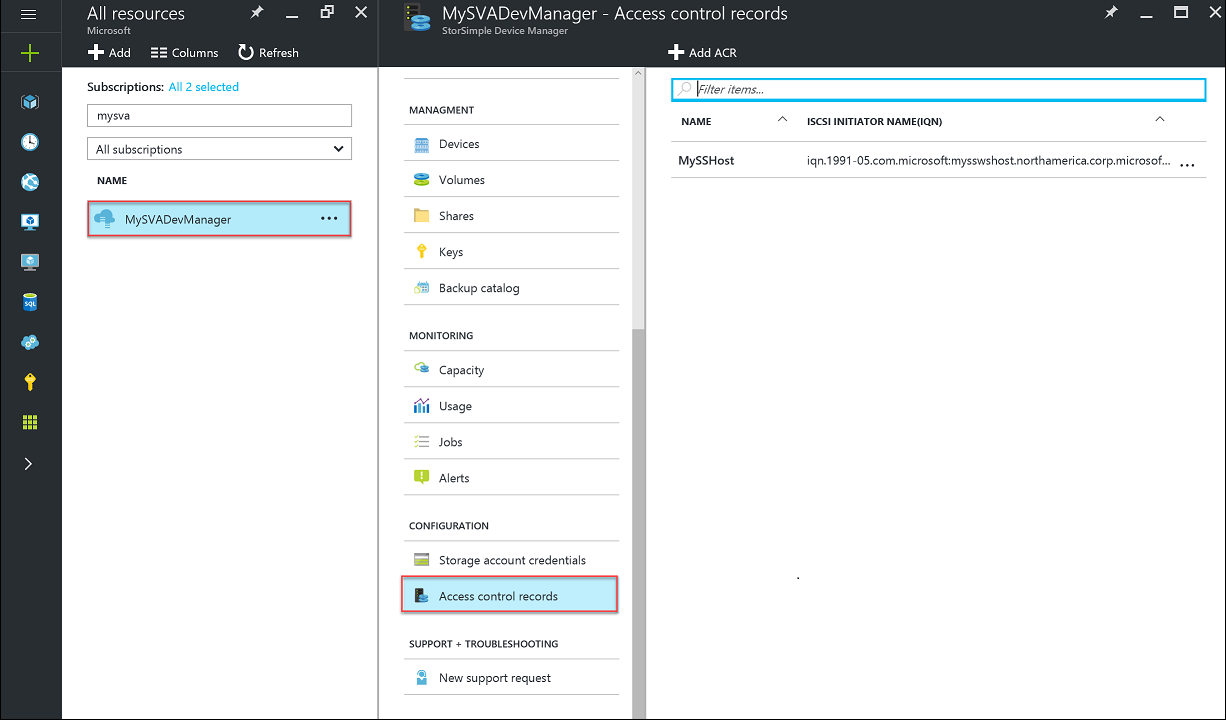 All resources
Microsoft
Add Columns Refresh
Subscriptions: All 2 selected
mysva
All subscriptions
NAME
MySVADevManager ...
MySVADevManager - Access control records
StorSimple Device Manager
MANAGMENT
Devices
Volumes
Shares
Keys
Backup catalog
MONITORING
Capacity
Usage
Jobs
Alerts
CONFIGURATION
Storage account credentials
Access control records
SUPPORT + TROUBLESHOOTING
New support request
Add ACR
Filter items...
NAME ISCSI INITIATOR NAME(IQN)
MySSHost iqn.1991-05.com.microsoft:mysswshost.northamerica.corp.microsof... ...
SQL